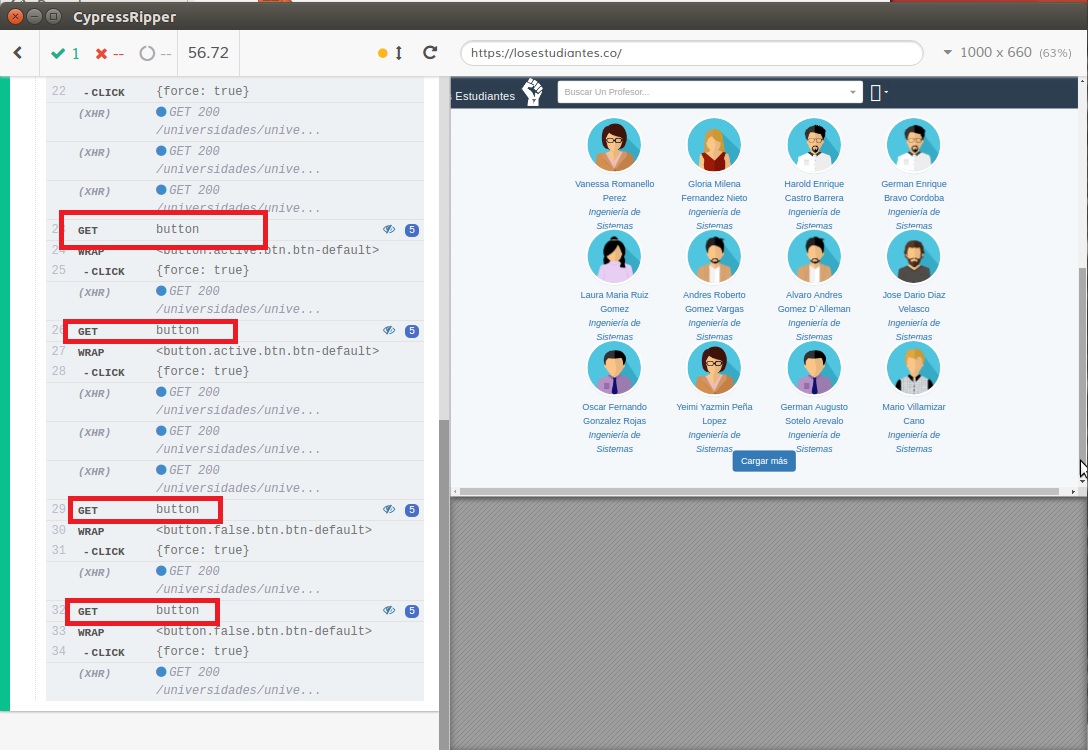 CypressRipper
1 -- -- 56.72 https://losestudiantes.co/ 1000 x 660 (63%)
22 - CLICK {force: true}
(XHR) GET 200
/universidades/unive...
(XHR) GET 200
/universidades/unive...
(XHR) GET 200
/universidades/unive...
GET button 5
24 WRAP <button.active.btn.btn-default>
25 - CLICK {force: true}
(XHR) GET 200
/universidades/unive...
26 GET button 5
27 WRAP <button.active.btn.btn-default>
28 - CLICK {force: true}
(XHR) GET 200
/universidades/unive...
(XHR) GET 200
/universidades/unive...
(XHR) GET 200
/universidades/unive...
29 GET button 5
30 WRAP <button.false.btn.btn-default>
31 - CLICK {force: true}
(XHR) GET 200
/universidades/unive...
32 GET button 5
33 WRAP <button.false.btn.btn-default>
34 - CLICK {force: true}
(XHR) GET 200
/universidades/unive...
Estudiantes Buscar Un Profesor...
Vanessa Romanello Gloria Milena Harold Enrique German Enrique
Perez Fernandez Nieto Castro Barrera Bravo Cordoba
Ingeniería de Ingeniería de Ingeniería de Ingeniería de
Sistemas Sistemas Sistemas Sistemas
Laura Maria Ruiz Andres Roberto Alvaro Andres Jose Dario Diaz
Gomez Gomez Vargas Gomez D`Alleman Velasco
Ingeniería de Ingeniería de Ingeniería de Ingeniería de
Sistemas Sistemas Sistemas Sistemas
Oscar Fernando Yeimi Yazmin Peña German Augusto Mario Villamizar
Gonzalez Rojas Lopez Sotelo Arevalo Cano
Ingeniería de Ingeniería de Ingeniería de Ingeniería de
Sistemas Sistemas Sistemas Sistemas
Cargar más